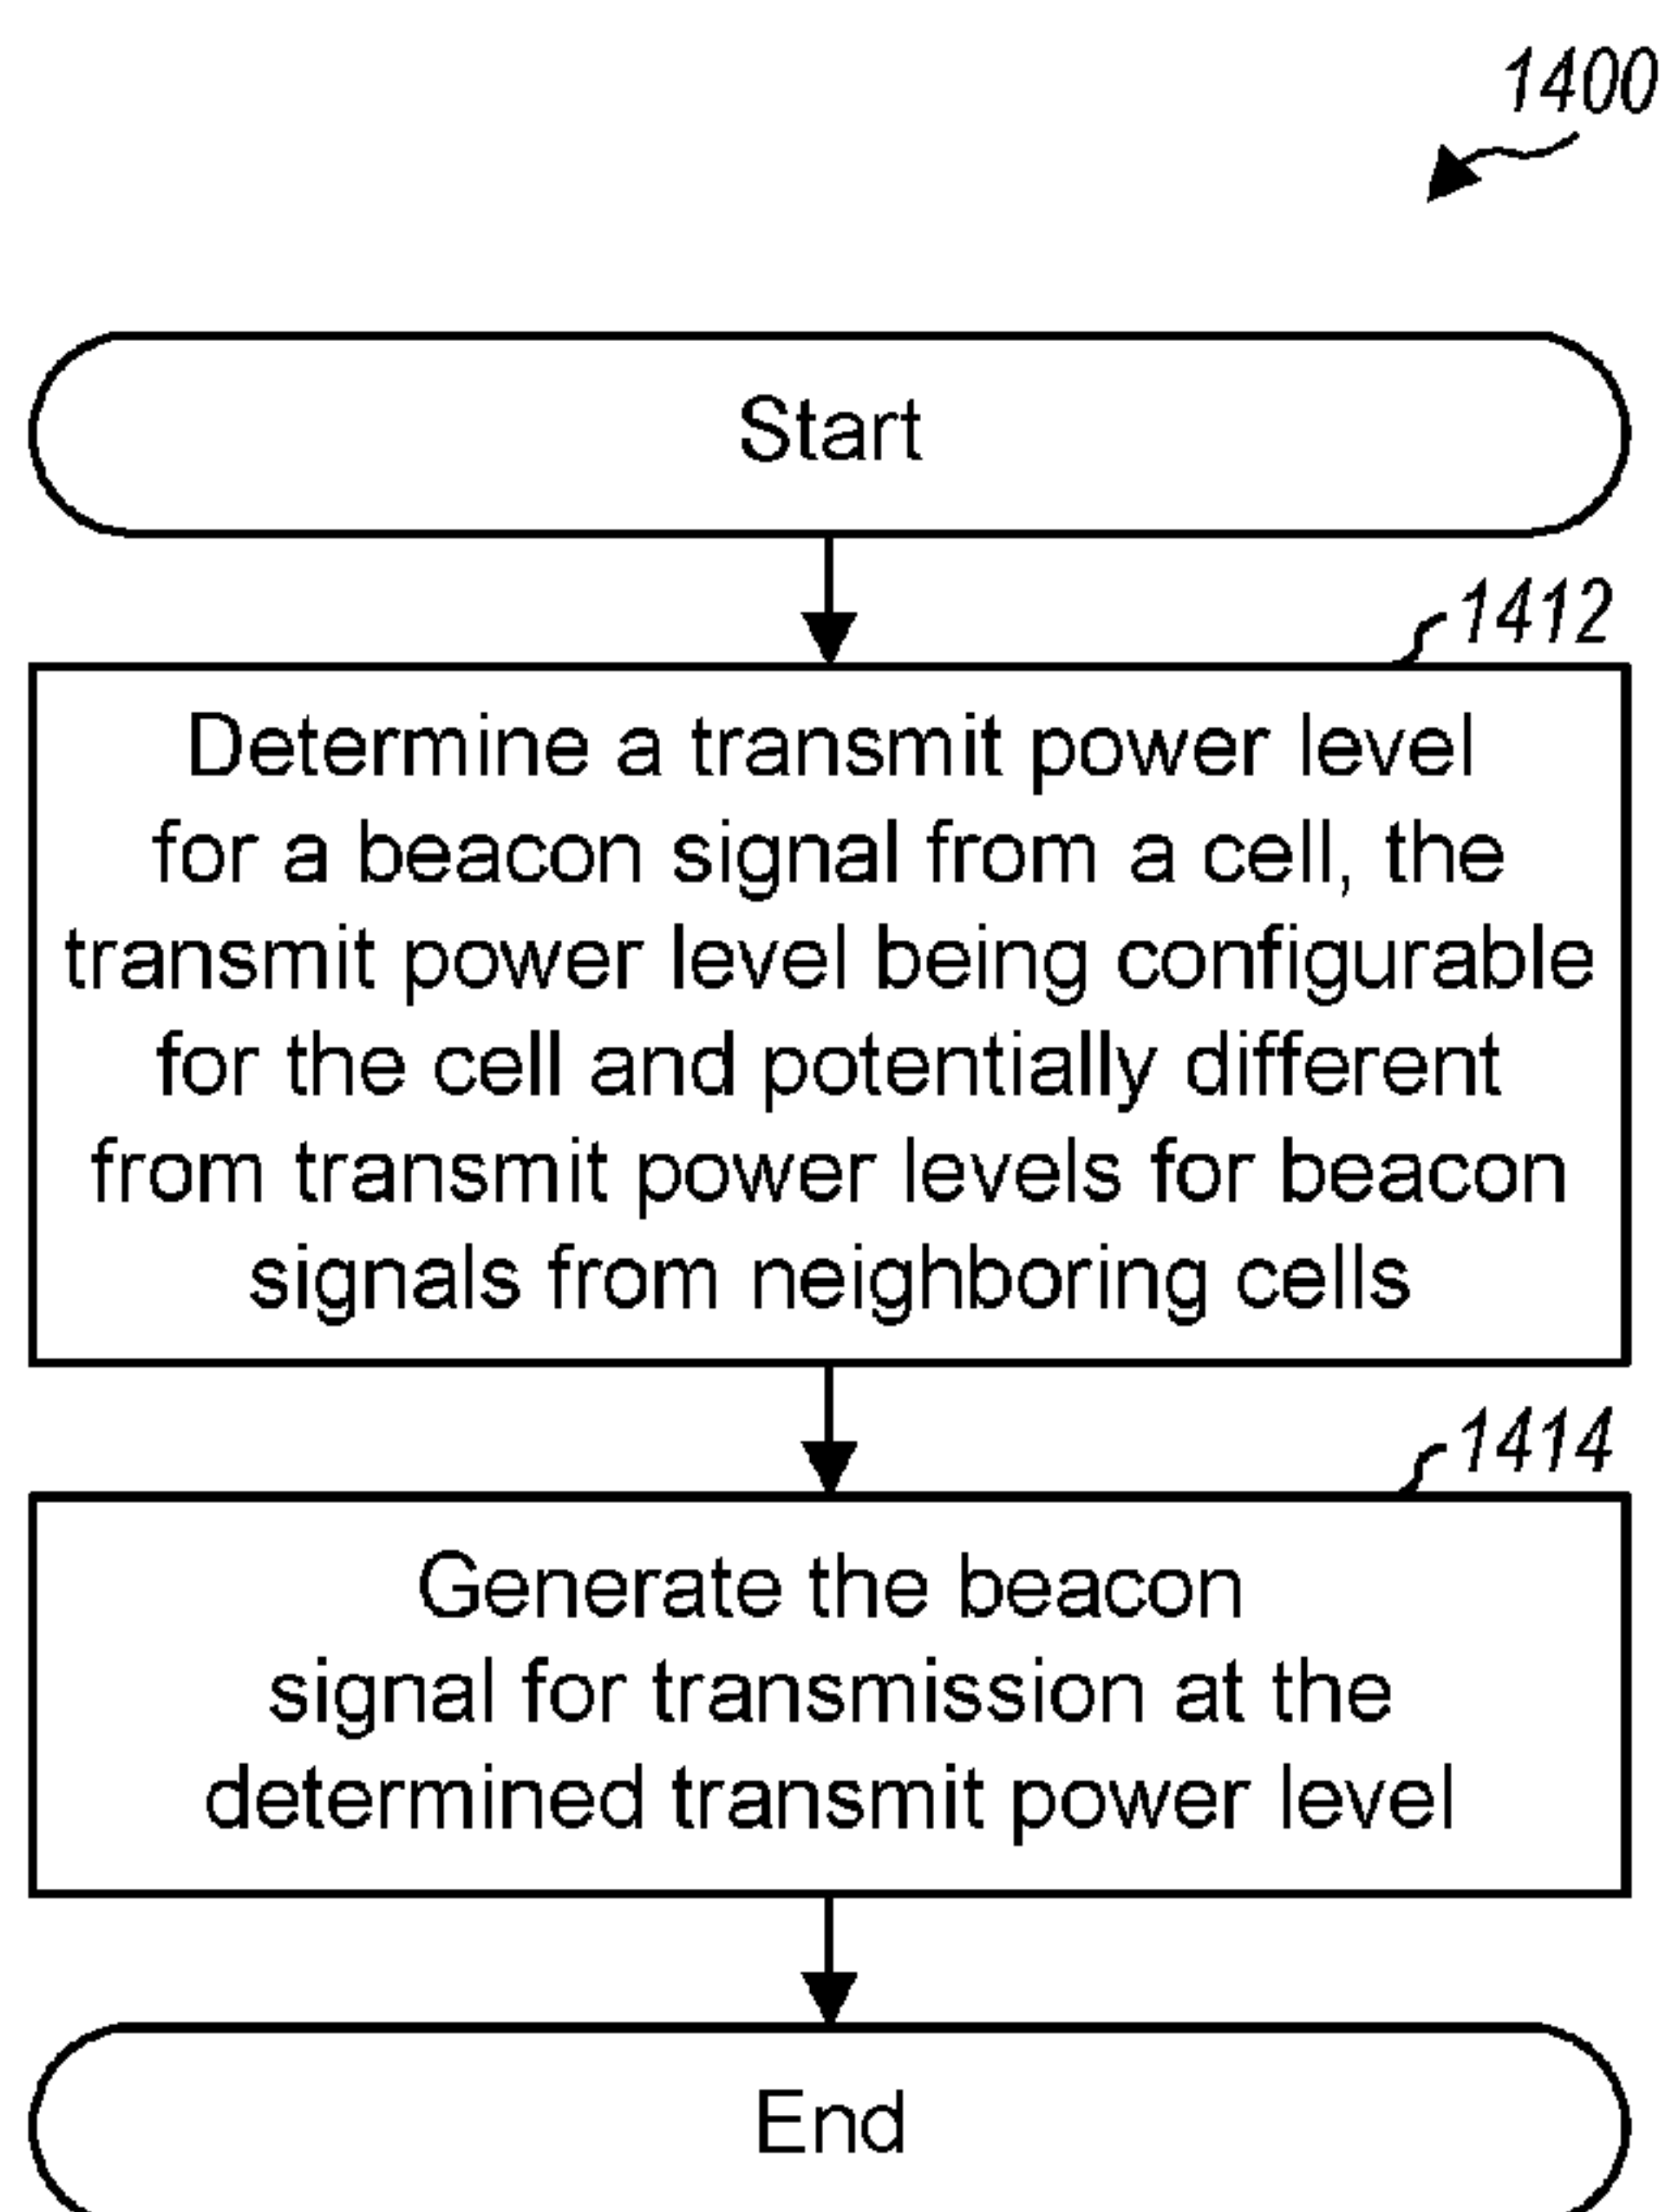 1400
Start
1412
Determine a transmit power level
for a beacon signal from a cell, the
transmit power level being configurable
for the cell and potentially different
from transmit power levels for beacon
signals from neighboring cells
1414
Generate the beacon
signal for transmission at the
determined transmit power level
End